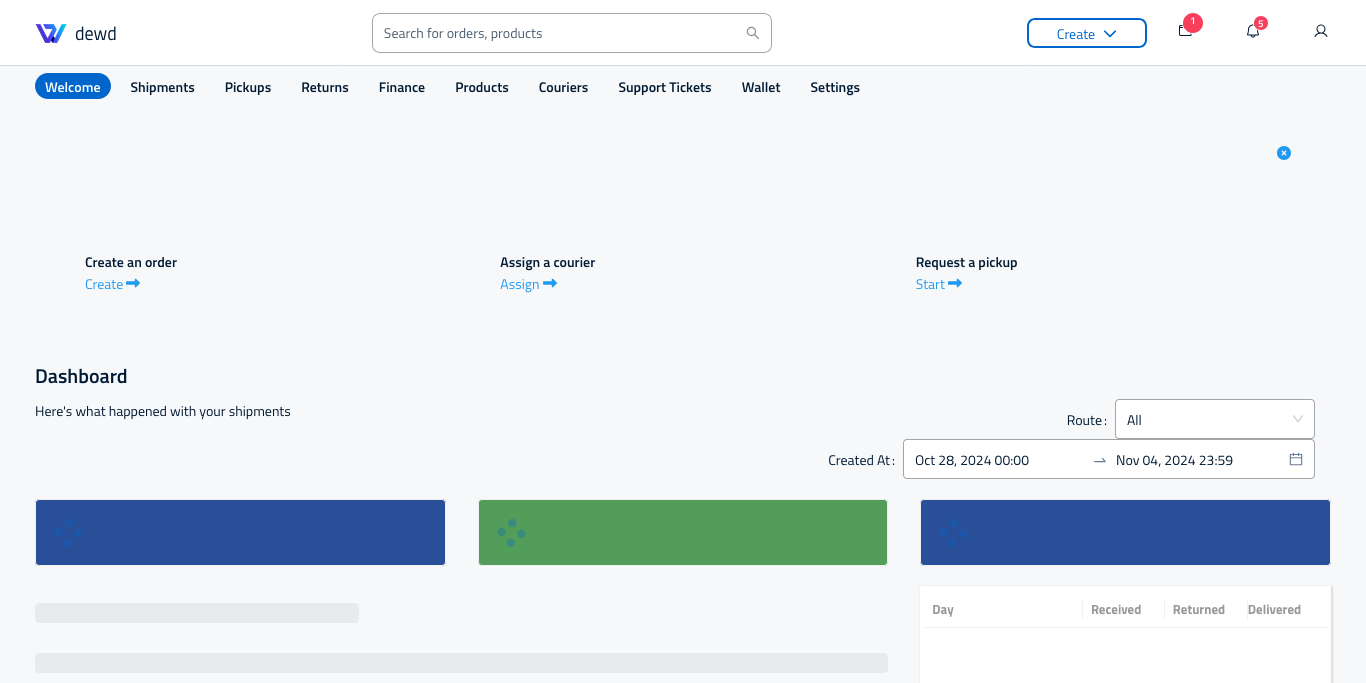 dewd
Search for orders, products
Create
1
5
Welcome
Shipments
Pickups
Returns
Finance
Products
Couriers
Support Tickets
Wallet
Settings
Create an order
Create
Assign a courier
Assign
Request a pickup
Start
Dashboard
Here's what happened with your shipments
Route :
All
Created At :
Oct 28, 2024 00:00
Nov 04, 2024 23:59
Day
Received
Returned
Delivered